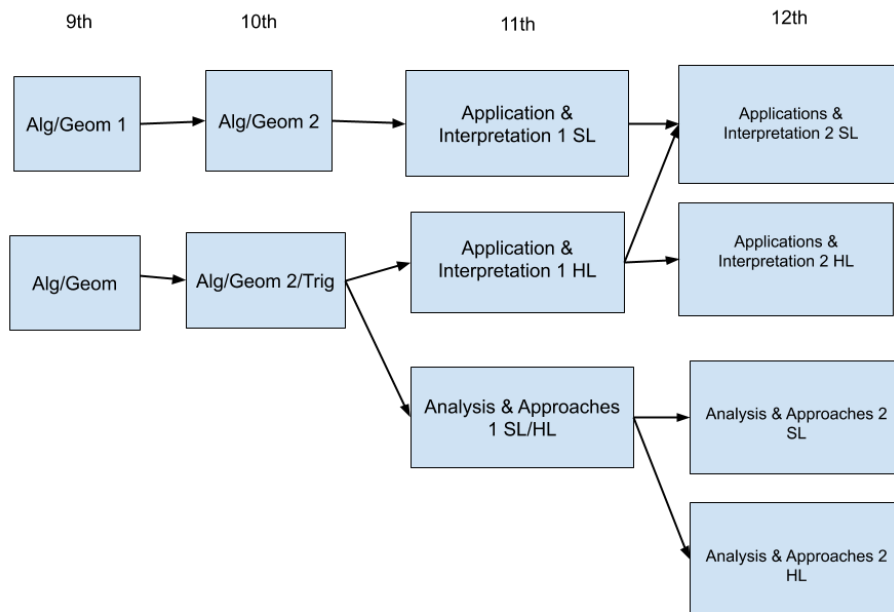 9th
10th
11th
12th
Alg/Geom 1
Alg/Geom 2
Application &
Interpretation 1 SL
Applications &
Interpretation 2 SL
Alg/Geom
Alg/Geom 2/Trig
Application &
Interpretation 1 HL
Applications &
Interpretation 2 HL
Analysis & Approaches
1 SL/HL
Analysis & Approaches 2
SL
Analysis & Approaches 2
HL